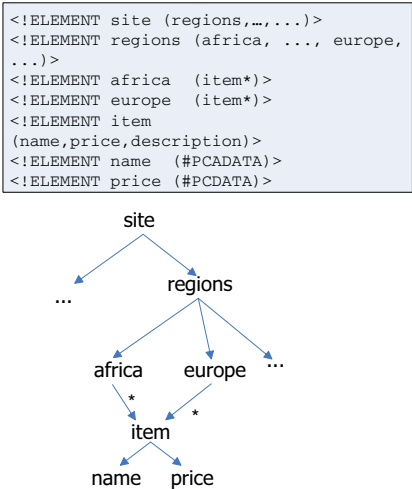 <!ELEMENT site (regions,…,...)>
<!ELEMENT regions (africa, ..., europe,
...)>
<!ELEMENT africa  (item*)>
<!ELEMENT europe  (item*)>
<!ELEMENT item
(name,price,description)>
<!ELEMENT name  (#PCADATA)>
<!ELEMENT price (#PCDATA)>
site
... regions
africa europe ...
* *
item
name price